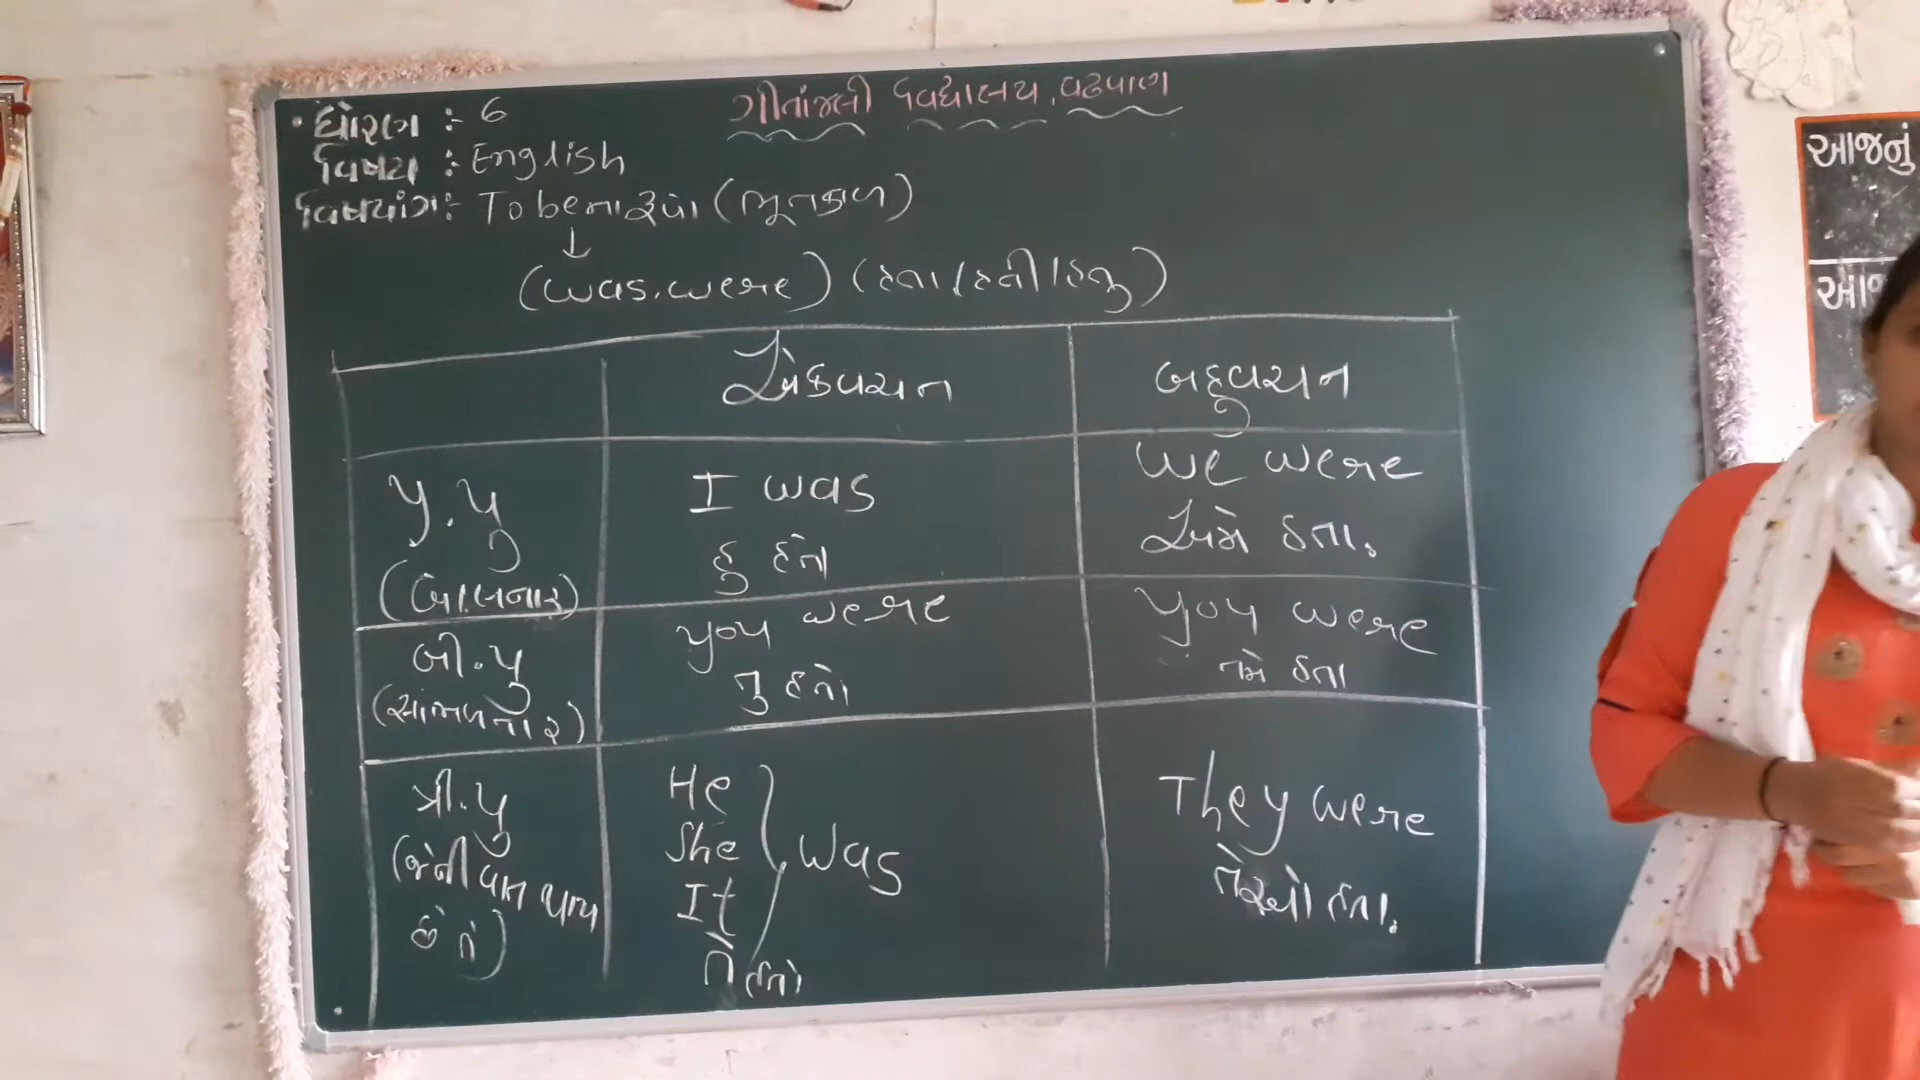 ગીતાંજલી વિદ્યાલય, વઢવાણ
ધોરણ :- 6
વિષય :- English
વિષયાંગ :- To be ના રૂપો (ભૂતકાળ)
↓
(was, were) (હતા/હતી/હતુ)
એકવચન બહુવચન
પ.પુ I was We were
(બોલનાર) હુ હતો અમે હતા.
બી.પુ you were you were
(સાંભળનાર) તુ હતો તમે હતા
ત્રી.પુ He
She was They were
(જેની વાત થાય It તેઓ હતા.
છે તે) તે હતો
આજનું
આજ